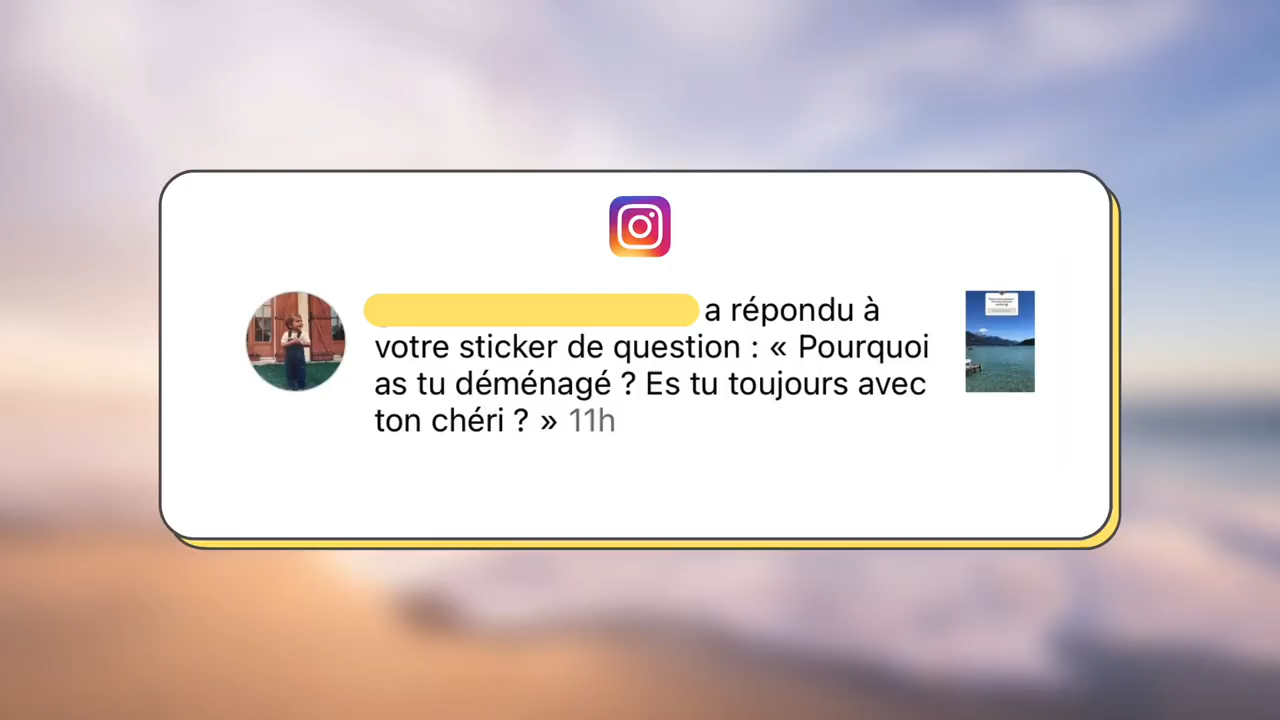 a répondu à
votre sticker de question : « Pourquoi
as tu déménagé ? Es tu toujours avec
ton chéri ? » 11h